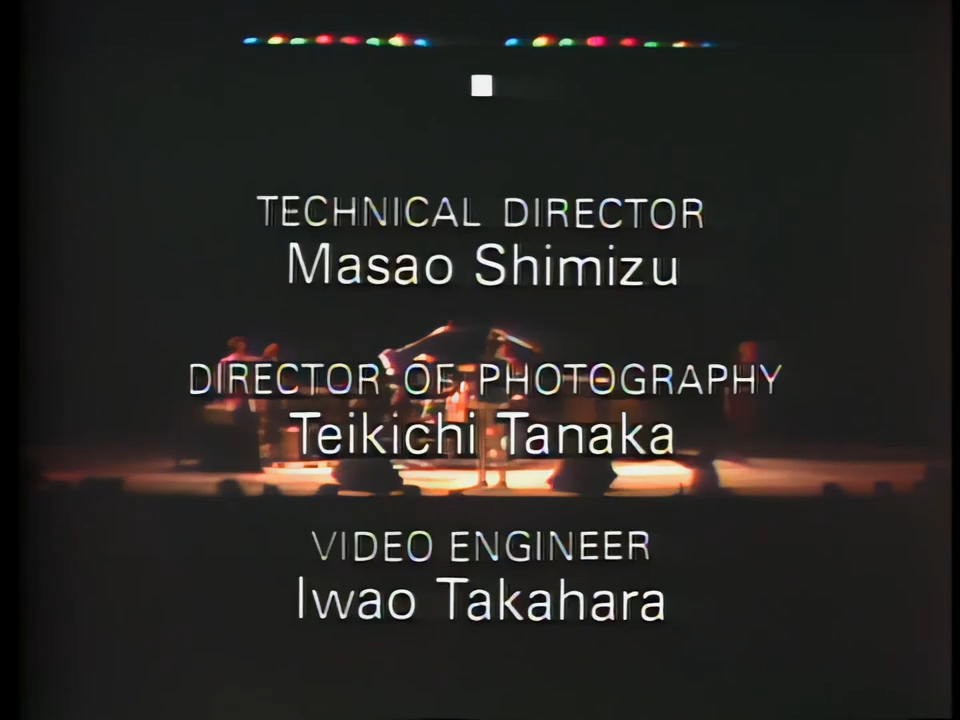 TECHNICAL DIRECTOR
Masao Shimizu
DIRECTOR OF PHOTOGRAPHY
Teikichi Tanaka
VIDEO ENGINEER
Iwao Takahara